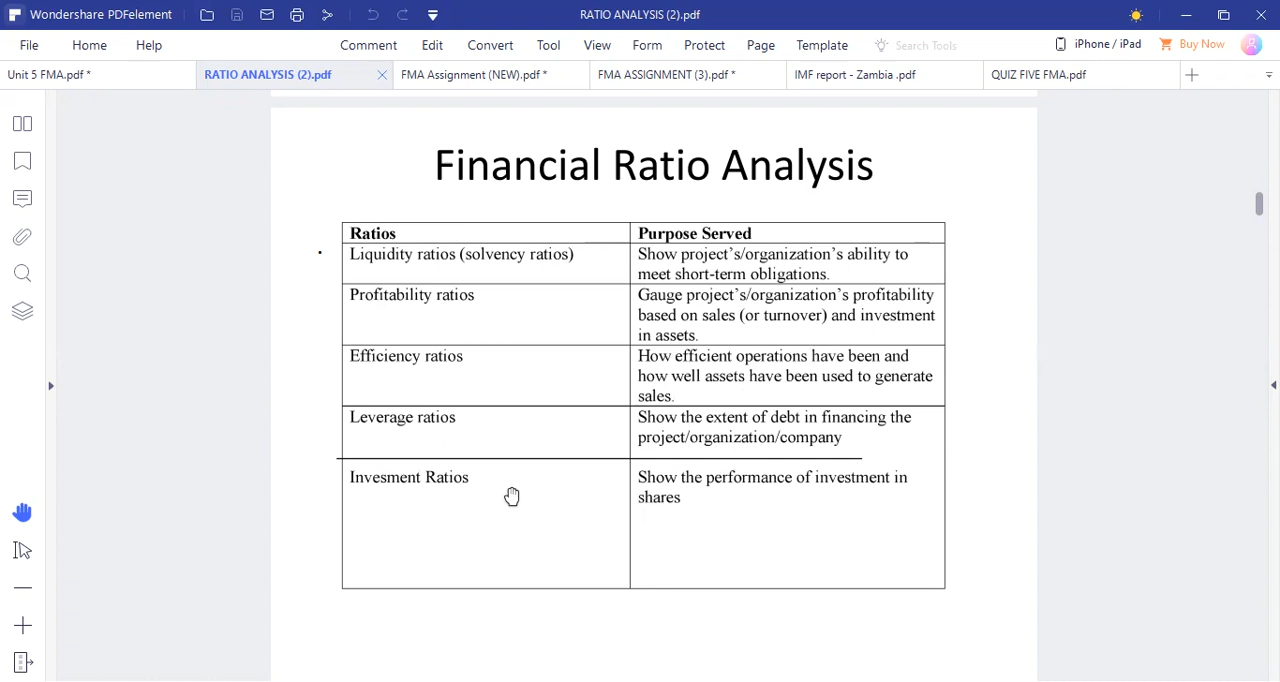 Wondershare PDFelement
RATIO ANALYSIS (2).pdf
File Home Help Comment Edit Convert Tool View Form Protect Page Template Search Tools iPhone / iPad Buy Now
Unit 5 FMA.pdf * RATIO ANALYSIS (2).pdf FMA Assignment (NEW).pdf * FMA ASSIGNMENT (3).pdf * IMF report - Zambia .pdf QUIZ FIVE FMA.pdf
Financial Ratio Analysis
Ratios Purpose Served
Liquidity ratios (solvency ratios) Show project's/organization's ability to
meet short-term obligations.
Profitability ratios Gauge project's/organization's profitability
based on sales (or turnover) and investment
in assets.
Efficiency ratios How efficient operations have been and
how well assets have been used to generate
sales.
Leverage ratios Show the extent of debt in financing the
project/organization/company
Invesment Ratios Show the performance of investment in
shares